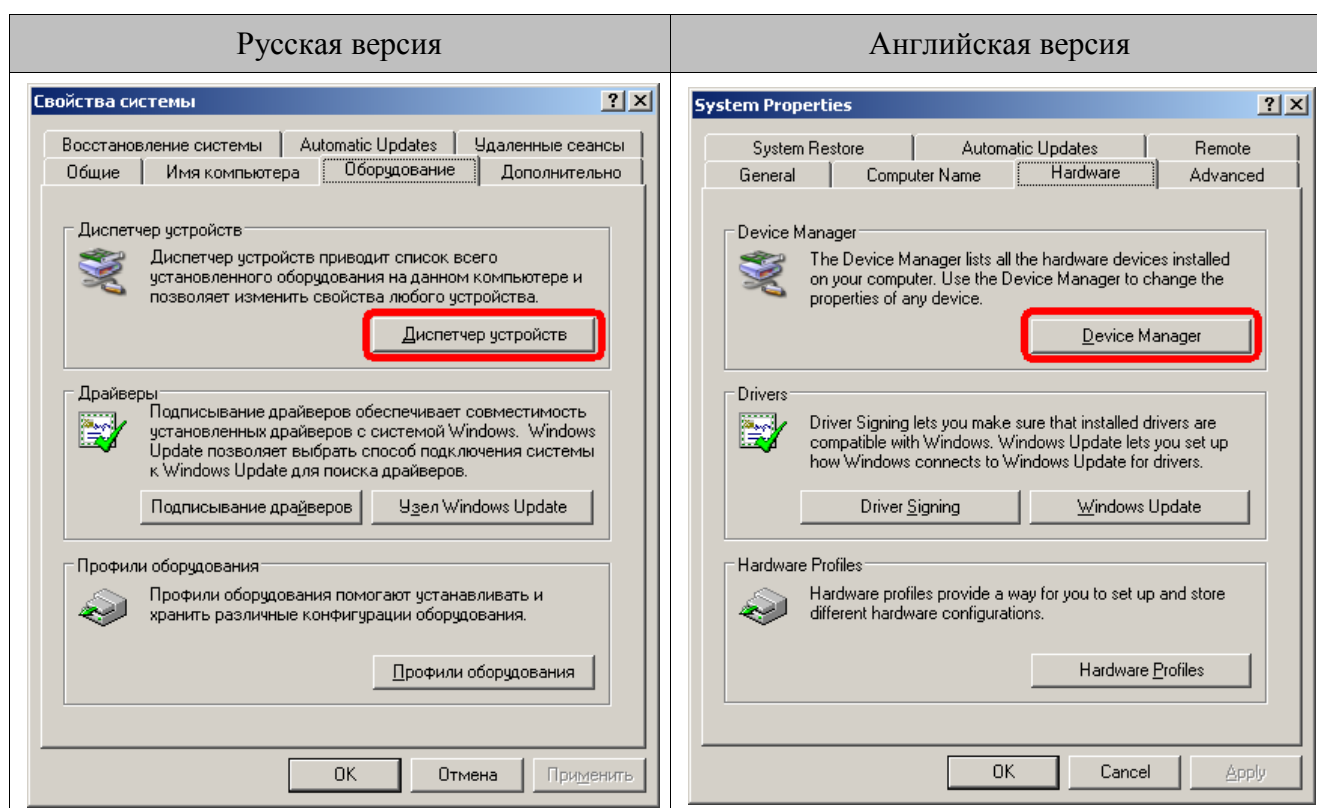 Русская версия
Английская версия
Свойства системы
Восстановление системы
Automatic Updates
Удаленные сеансы
Общие
Имя компьютера
Оборудование
Дополнительно
Диспетчер устройств
Диспетчер устройств приводит список всего
установленного оборудования на данном компьютере и
позволяет изменить свойства любого устройства.
Диспетчер устройств
Драйверы
Подписывание драйверов обеспечивает совместимость
установленных драйверов с системой Windows. Windows
Update позволяет выбрать способ подключения системы
к Windows Update для поиска драйверов.
Подписывание драйверов
Узел Windows Update
Профили оборудования
Профили оборудования помогают устанавливать и
хранить различные конфигурации оборудования.
Профили оборудования
OK
Отмена
Применить
System Properties
System Restore
Automatic Updates
Remote
General
Computer Name
Hardware
Advanced
Device Manager
The Device Manager lists all the hardware devices installed
on your computer. Use the Device Manager to change the
properties of any device.
Device Manager
Drivers
Driver Signing lets you make sure that installed drivers are
compatible with Windows. Windows Update lets you set up
how Windows connects to Windows Update for drivers.
Driver Signing
Windows Update
Hardware Profiles
Hardware profiles provide a way for you to set up and store
different hardware configurations.
Hardware Profiles
OK
Cancel
Apply